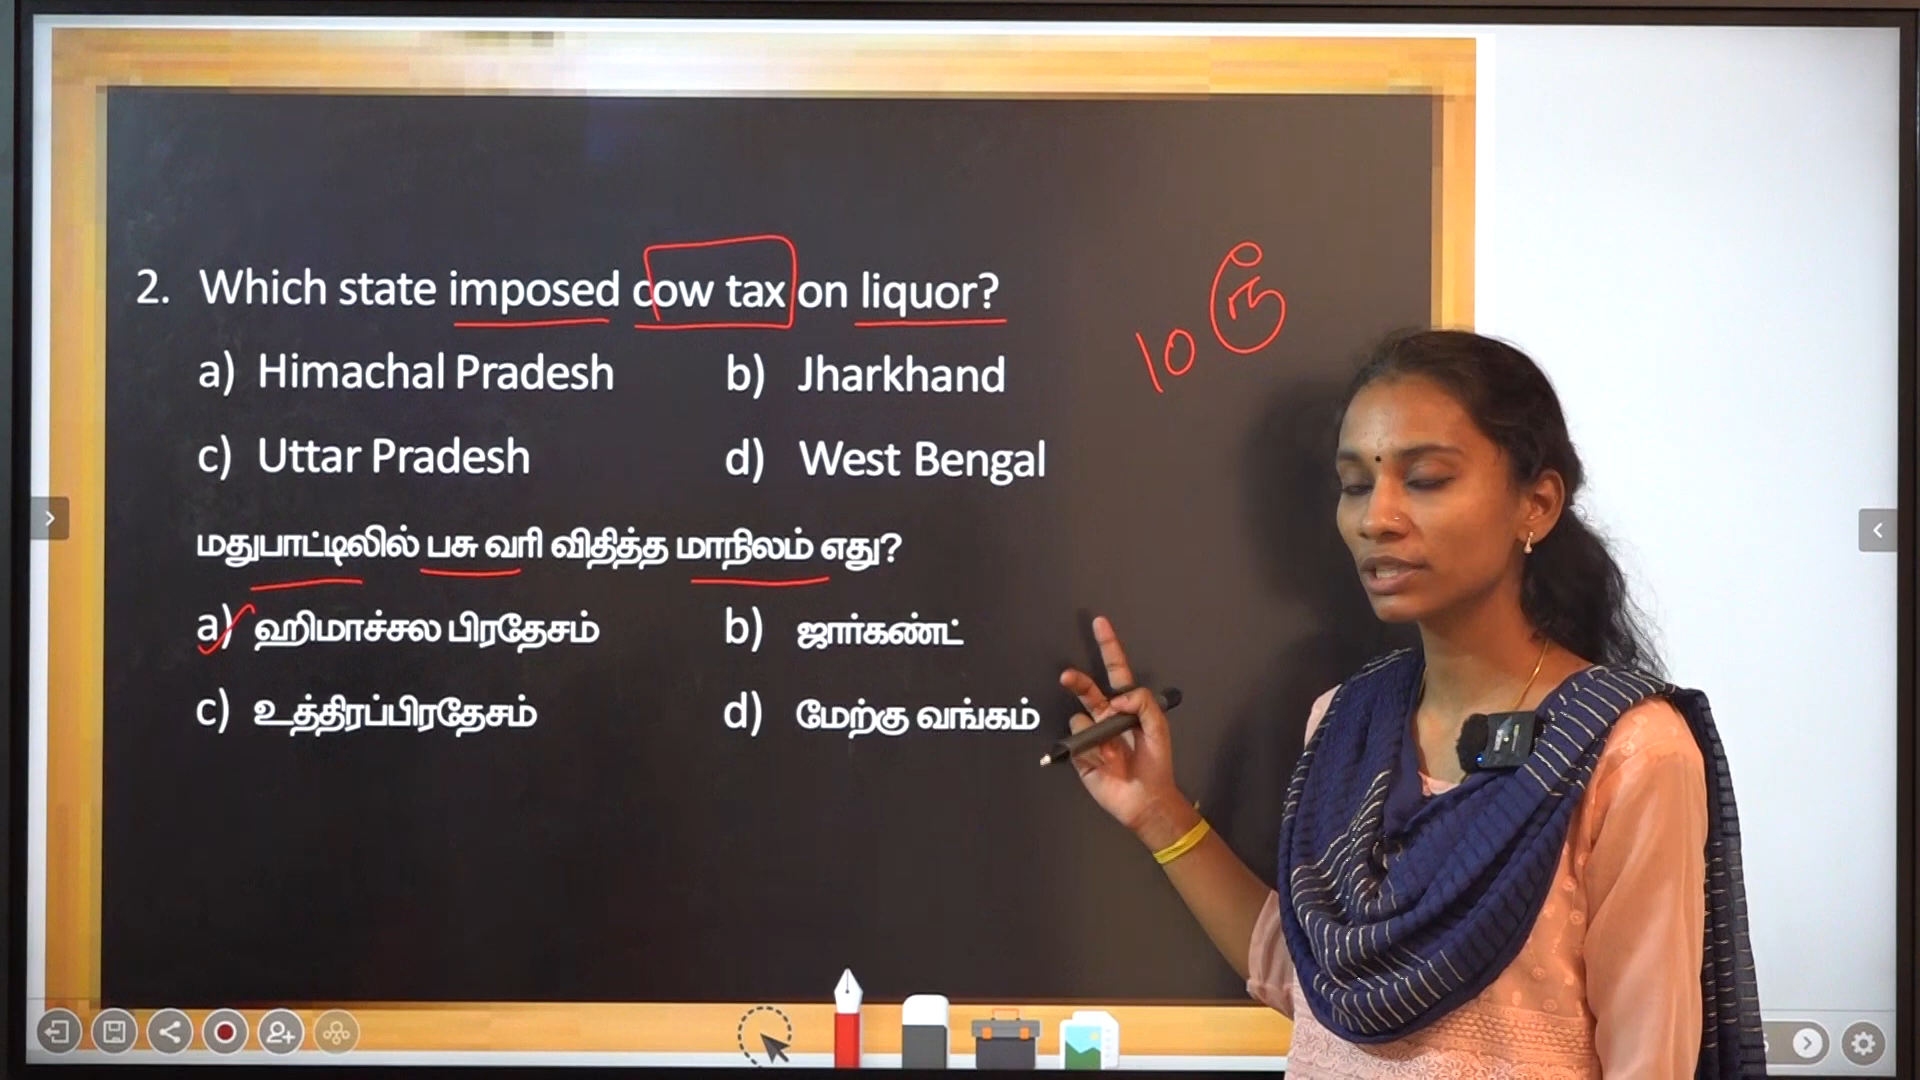 2. Which state imposed cow tax on liquor?
a) Himachal Pradesh b) Jharkhand
c) Uttar Pradesh d) West Bengal
மதுபாட்டிலில் பசு வரி விதித்த மாநிலம் எது?
a) ஹிமாச்சல பிரதேசம் b) ஜார்கண்ட்
c) உத்திரப்பிரதேசம் d) மேற்கு வங்கம்
10 ரூ